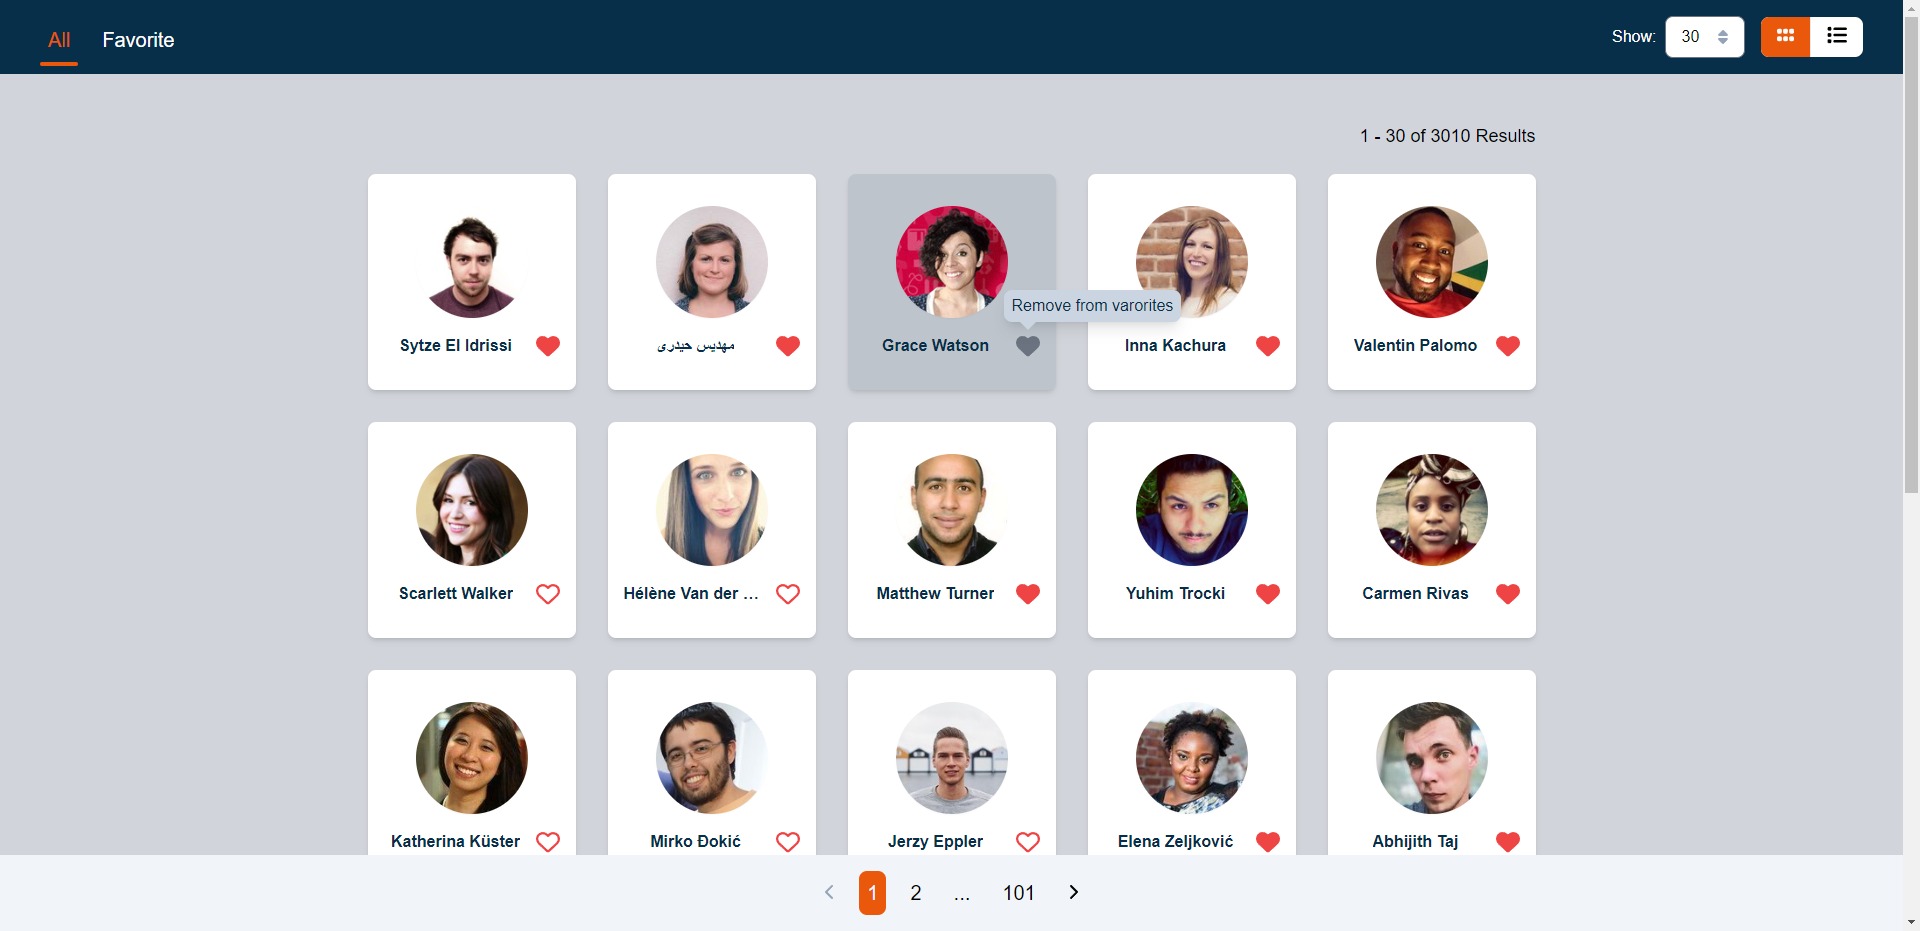 All Favorite Show: 30
1 - 30 of 3010 Results
Remove from varorites
Sytze El Idrissi مهدیس حیدری Grace Watson Inna Kachura Valentin Palomo
Scarlett Walker Hélène Van der ... Matthew Turner Yuhim Trocki Carmen Rivas
Katherina Küster Mirko Đokić Jerzy Eppler Elena Zeljković Abhijith Taj
1 2 ... 101